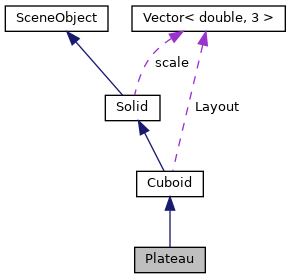 SceneObject
Vector< double, 3 >
scale
Solid
Layout
Cuboid
Plateau